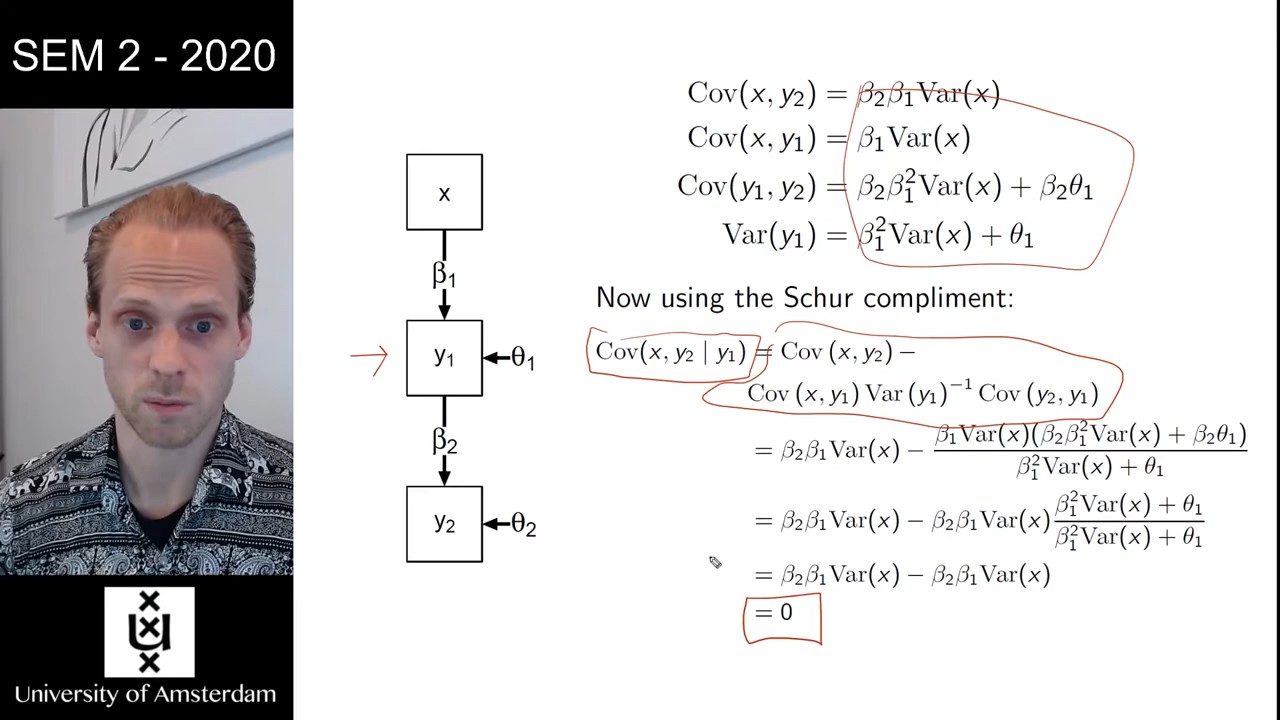 SEM 2 - 2020
x
β₁
y₁
θ₁
β₂
y₂
θ₂
Cov(x, y₂) = β₂β₁Var(x)
Cov(x, y₁) = β₁Var(x)
Cov(y₁, y₂) = β₂β₁²Var(x) + β₂θ₁
Var(y₁) = β₁²Var(x) + θ₁
Now using the Schur compliment:
Cov(x, y₂ | y₁) = Cov (x, y₂) −
Cov (x, y₁) Var (y₁)⁻¹ Cov (y₂, y₁)
= β₂β₁Var(x) − β₁Var(x)(β₂β₁²Var(x) + β₂θ₁) / β₁²Var(x) + θ₁
= β₂β₁Var(x) − β₂β₁Var(x) β₁²Var(x) + θ₁ / β₁²Var(x) + θ₁
= β₂β₁Var(x) − β₂β₁Var(x)
= 0
X
X U X
X
University of Amsterdam